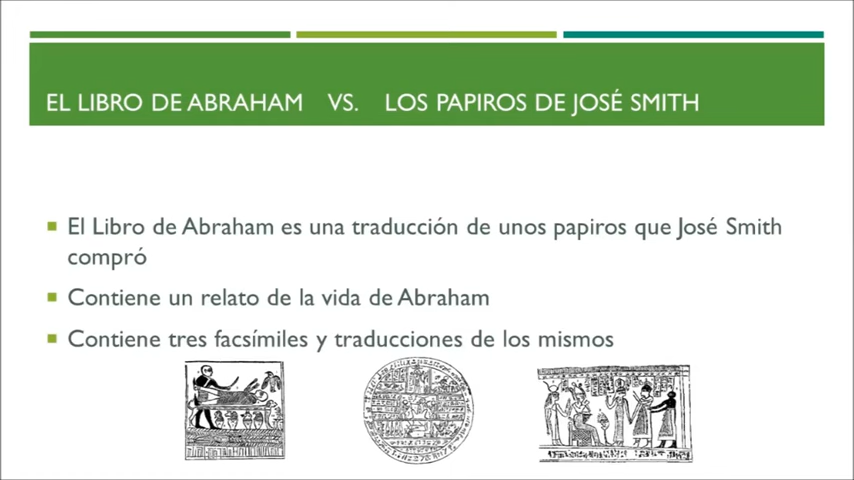 EL LIBRO DE ABRAHAM VS. LOS PAPIROS DE JOSÉ SMITH
El Libro de Abraham es una traducción de unos papiros que José Smith
compró
Contiene un relato de la vida de Abraham
Contiene tres facsímiles y traducciones de los mismos